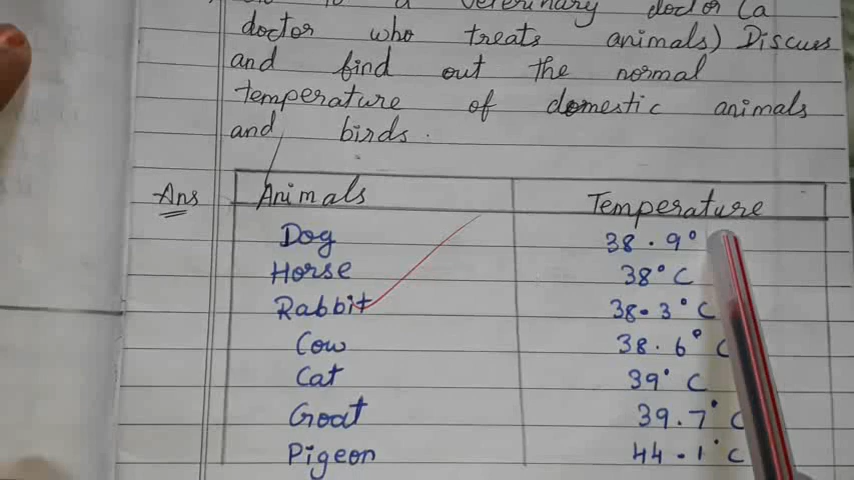 a veterinary doctor (a
doctor who treats animals) Discuss
and find out the normal
temperature of domestic animals
and birds.
Ans Animals Temperature
Dog 38.9°
Horse 38°C
Rabbit 38.3°C
Cow 38.6°C
Cat 39°C
Goat 39.7°C
Pigeon 44.1°C